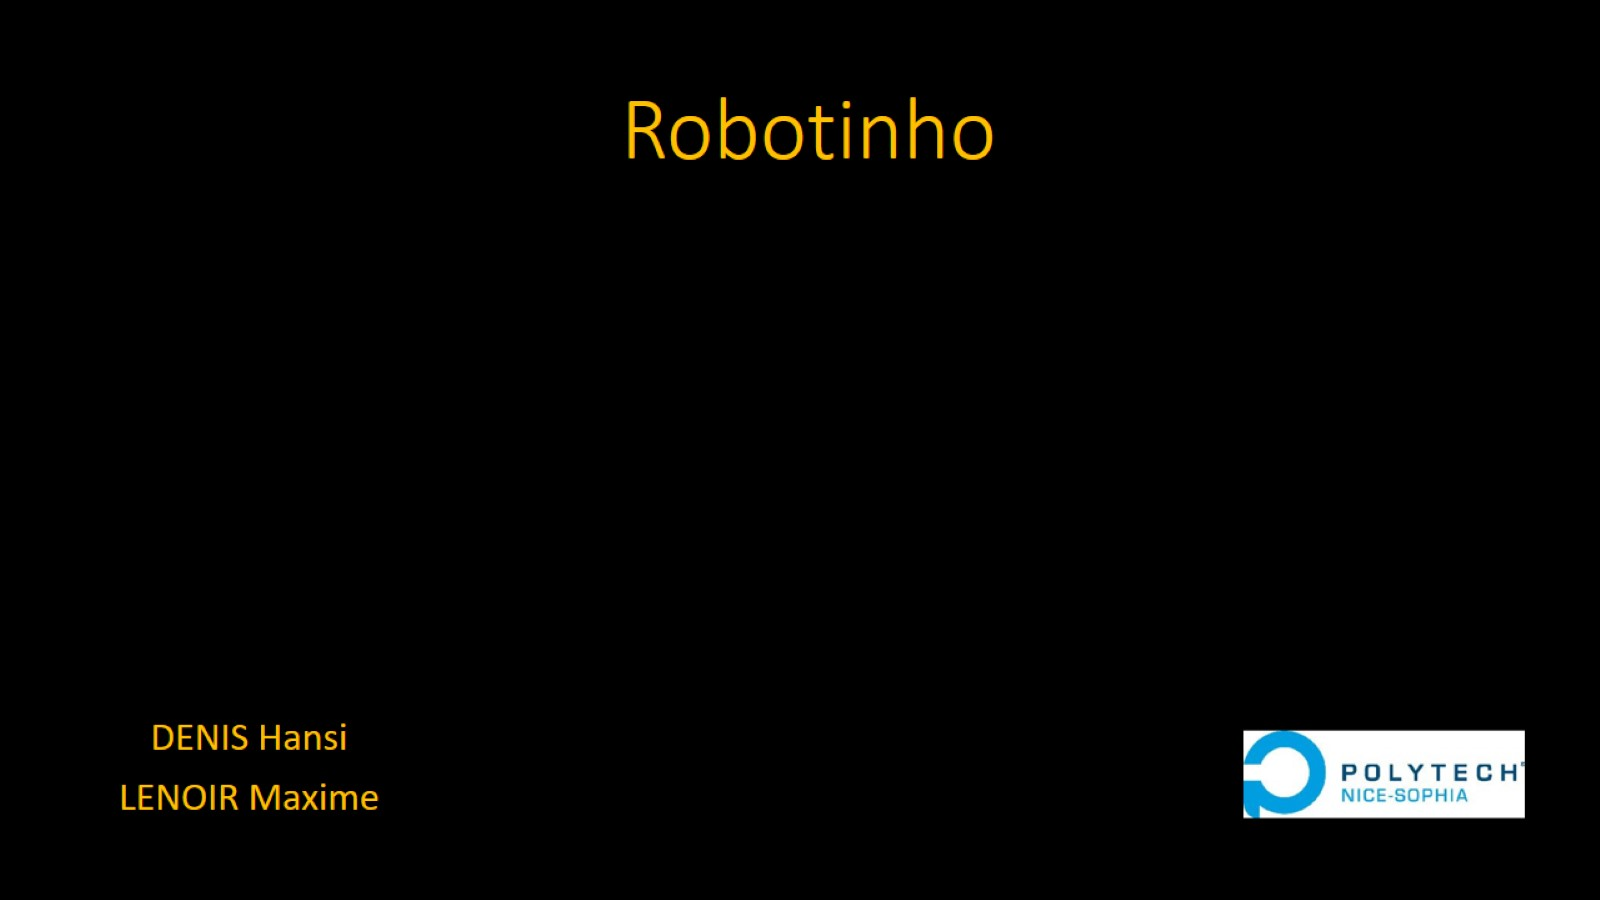 Robotinho
DENIS Hansi
LENOIR Maxime
POLYTECH
NICE-SOPHIA